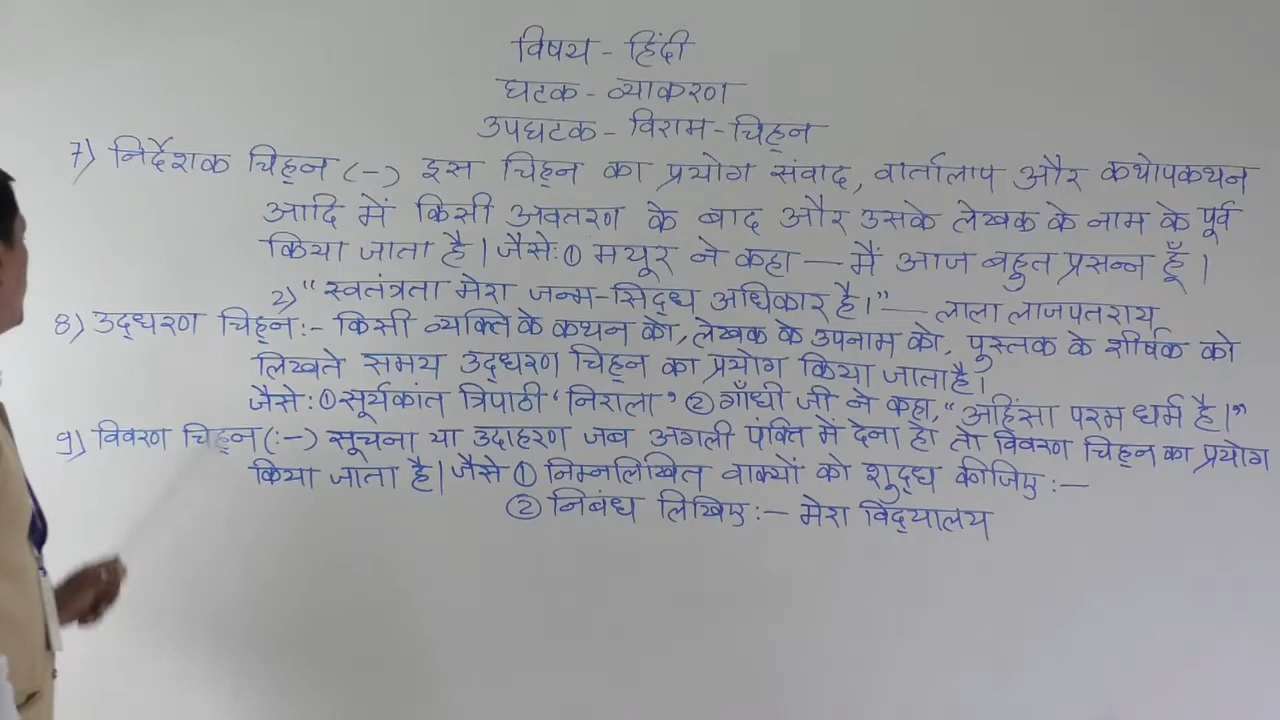 विषय - हिंदी
घटक - व्याकरण
उपघटक - विराम-चिह्न
7) निर्देशक चिह्न (-) इस चिह्न का प्रयोग संवाद, वार्तालाप और कथोपकथन
आदि में किसी अवतरण के बाद और उसके लेखक के नाम के पूर्व
किया जाता है। जैसे: ① मयूर ने कहा — मैं आज बहुत प्रसन्न हूँ।
2) “स्वतंत्रता मेरा जन्म-सिद्ध अधिकार है।” — लाला लाजपतराय
8) उद्धरण चिह्न :- किसी व्यक्ति के कथन को, लेखक के उपनाम को, पुस्तक के शीर्षक को
लिखते समय उद्धरण चिह्न का प्रयोग किया जाता है।
जैसे: ① सूर्यकांत त्रिपाठी ‘निराला’ ② गाँधी जी ने कहा, “अहिंसा परम धर्म है।”
9) विवरण चिह्न (:-) सूचना या उदाहरण जब अगली पंक्ति में देना हो तो विवरण चिह्न का प्रयोग
किया जाता है। जैसे ① निम्नलिखित वाक्यों को शुद्ध कीजिए :-
② निबंध लिखिए :- मेरा विद्यालय